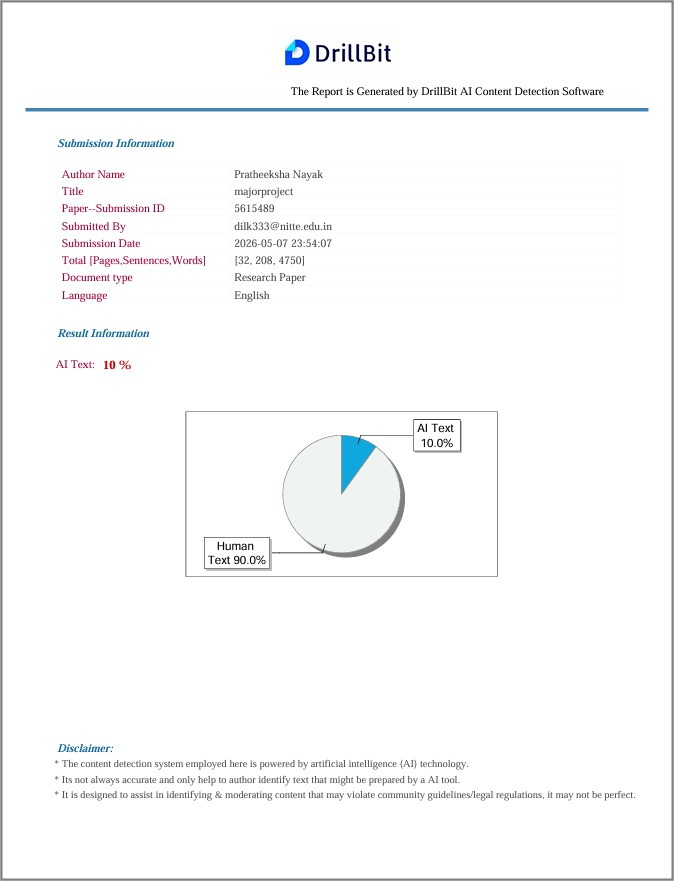 DrillBit
The Report is Generated by DrillBit AI Content Detection Software
Submission Information
Author Name Pratheeksha Nayak
Title majorproject
Paper--Submission ID 5615489
Submitted By dilk333@nitte.edu.in
Submission Date 2026-05-07 23:54:07
Total [Pages,Sentences,Words] [32, 208, 4750]
Document type Research Paper
Language English
Result Information
AI Text: 10 %
AI Text
10.0%
Human
Text 90.0%
Disclaimer:
* The content detection system employed here is powered by artificial intelligence (AI) technology.
* Its not always accurate and only help to author identify text that might be prepared by a AI tool.
* It is designed to assist in identifying & moderating content that may violate community guidelines/legal regulations, it may not be perfect.